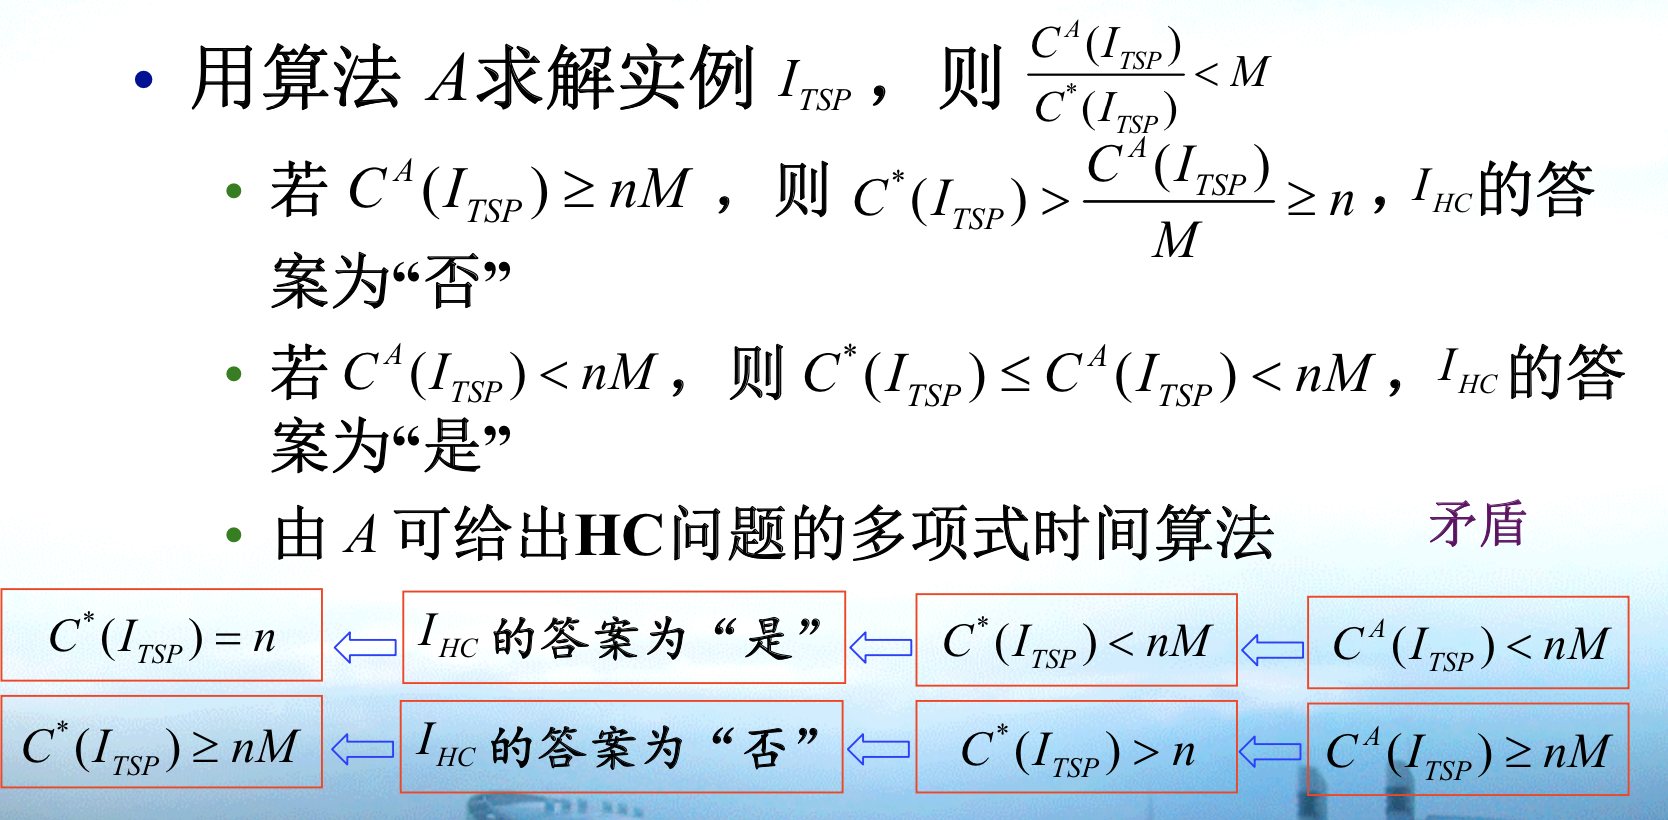 • 用算法 A求解实例 I_{TSP}，则 \frac{C^A(I_{TSP})}{C^*(I_{TSP})} < M
• 若 C^A(I_{TSP}) ≥ nM ，则 C^*(I_{TSP}) > \frac{C^A(I_{TSP})}{M} ≥ n，I_{HC}的答
案为“否”
• 若 C^A(I_{TSP}) < nM，则 C^*(I_{TSP}) ≤ C^A(I_{TSP}) < nM，I_{HC}的答
案为“是”
• 由 A 可给出HC问题的多项式时间算法 矛盾
C^*(I_{TSP}) = n ⇐ I_{HC} 的答案为“是” ⇐ C^*(I_{TSP}) < nM ⇐ C^A(I_{TSP}) < nM
C^*(I_{TSP}) ≥ nM ⇐ I_{HC} 的答案为“否” ⇐ C^*(I_{TSP}) > n ⇐ C^A(I_{TSP}) ≥ nM